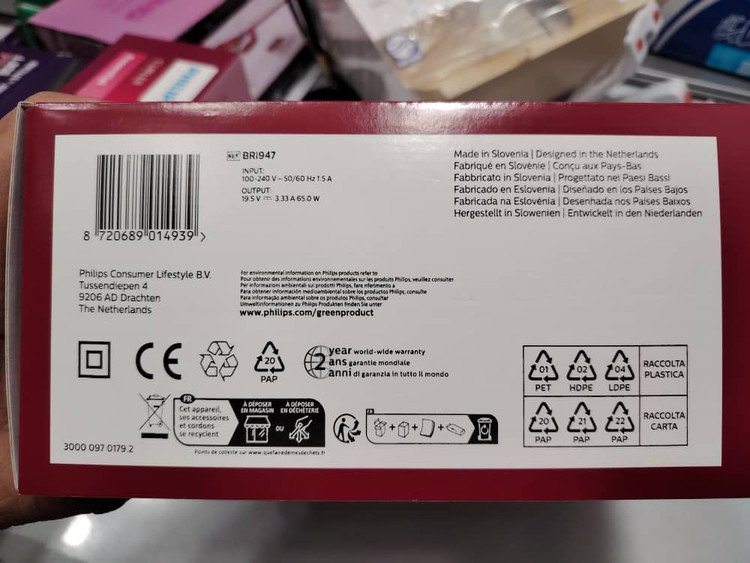 REF BRI947
INPUT:
100-240 V ~ 50/60 Hz 1.5 A
OUTPUT:
19.5 V ⎓ 3.33 A 65.0 W
8 720689 014939 >
Made in Slovenia | Designed in the Netherlands
Fabriqué en Slovénie | Conçu aux Pays-Bas
Fabbricato in Slovenia | Progettato nei Paesi Bassi
Fabricado en Eslovenia | Diseñado en los Países Bajos
Fabricada na Eslovénia | Desenhada nos Países Baixos
Hergestellt in Slowenien | Entwickelt in den Niederlanden
Philips Consumer Lifestyle B.V.
Tussendiepen 4
9206 AD Drachten
The Netherlands
For environmental information on Philips products refer to
Pour obtenir des informations environnementales sur les produits Philips, veuillez consulter
Per informazioni ambientali sui prodotti Philips, fare riferimento a
Para obtener información medioambiental sobre los productos Philips, consulte
Para informação ambiental sobre os produtos Philips, consulte
Umweltinformationen zu Philips Produkten finden Sie unter
www.philips.com/greenproduct
CE
20
PAP
2 year world-wide warranty
ans garantie mondiale
anni di garanzia in tutto il mondo
01 PET
02 HDPE
04 LDPE
RACCOLTA
PLASTICA
20 PAP
21 PAP
22 PAP
RACCOLTA
CARTA
FR
Cet appareil,
ses accessoires
et cordons
se recyclent
À DÉPOSER
EN MAGASIN
OU
À DÉPOSER
EN DÉCHÈTERIE
Points de collecte sur www.quefairedemesdechets.fr
FR
3000 097 0179.2